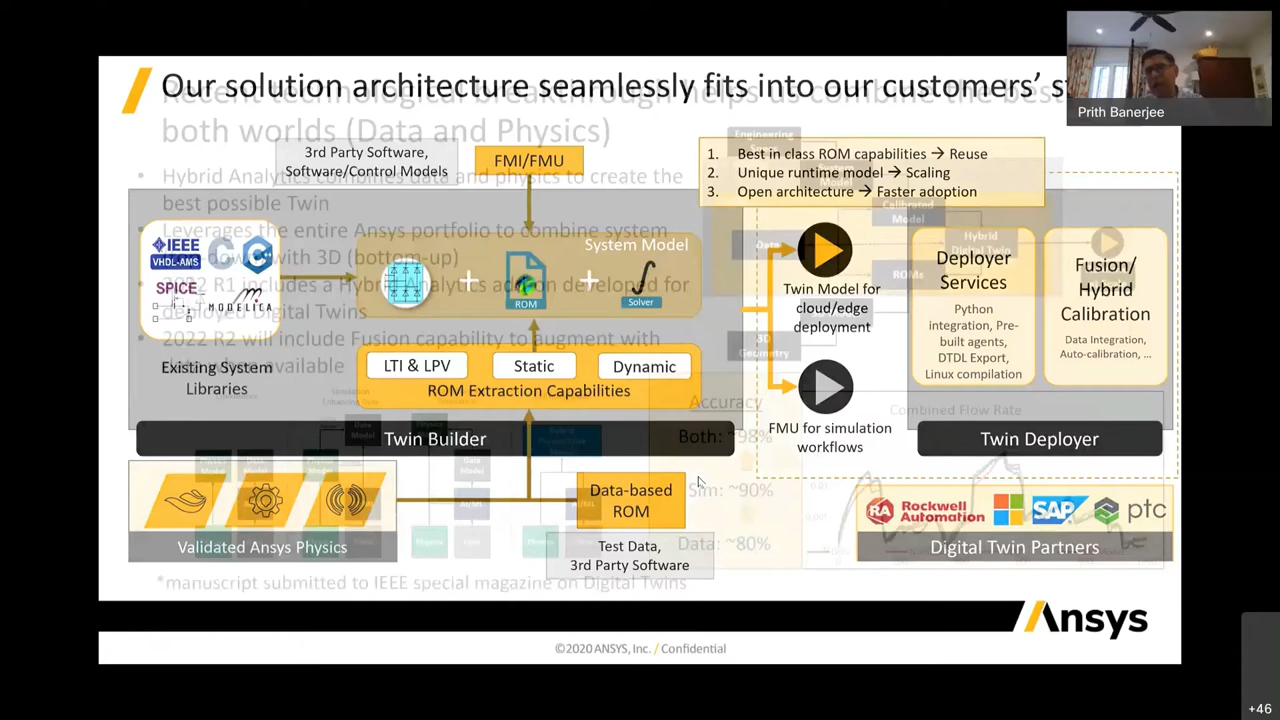 Our solution architecture seamlessly fits into our customers' st
Recent technological breakthrough helps us combine the best
both worlds (Data and Physics)
Prith Banerjee
3rd Party Software,
Software/Control Models
FMI/FMU
1. Best in class ROM capabilities → Reuse
2. Unique runtime model → Scaling
3. Open architecture → Faster adoption
Engineering
Model
Calibrated
Model
Hybrid
Digital Twin
ROMs
Data
3D
Geometry
• Hybrid Analytics combines data and physics to create the
best possible Twin
• Leverages the entire Ansys portfolio to combine system
down) with 3D (bottom-up)
2022 R1 includes a Hybrid Analytics add-on developed for
deployed Digital Twins
• 2022 R2 will include Fusion capability to augment with
available
IEEE
VHDL-AMS
C
C
SPICE
MODELICA
Existing System
Libraries
System Model
+
ROM
+
Solver
LTI & LPV
Static
Dynamic
ROM Extraction Capabilities
Twin Builder
Twin Model for
cloud/edge
deployment
FMU for simulation
workflows
Deployer
Services
Python
integration, Pre-
built agents,
DTDL Export,
Linux compilation
Fusion/
Hybrid
Calibration
Data Integration,
Auto-calibration, ...
Twin Deployer
Combined Flow Rate
Accuracy
Both: ~98%
Sim: ~90%
Data: ~80%
Validated Ansys Physics
Data-based
ROM
Test Data,
3rd Party Software
Rockwell
Automation
SAP
ptc
Digital Twin Partners
*manuscript submitted to IEEE special magazine on Digital Twins
Ansys
©2020 ANSYS, Inc. / Confidential
+46